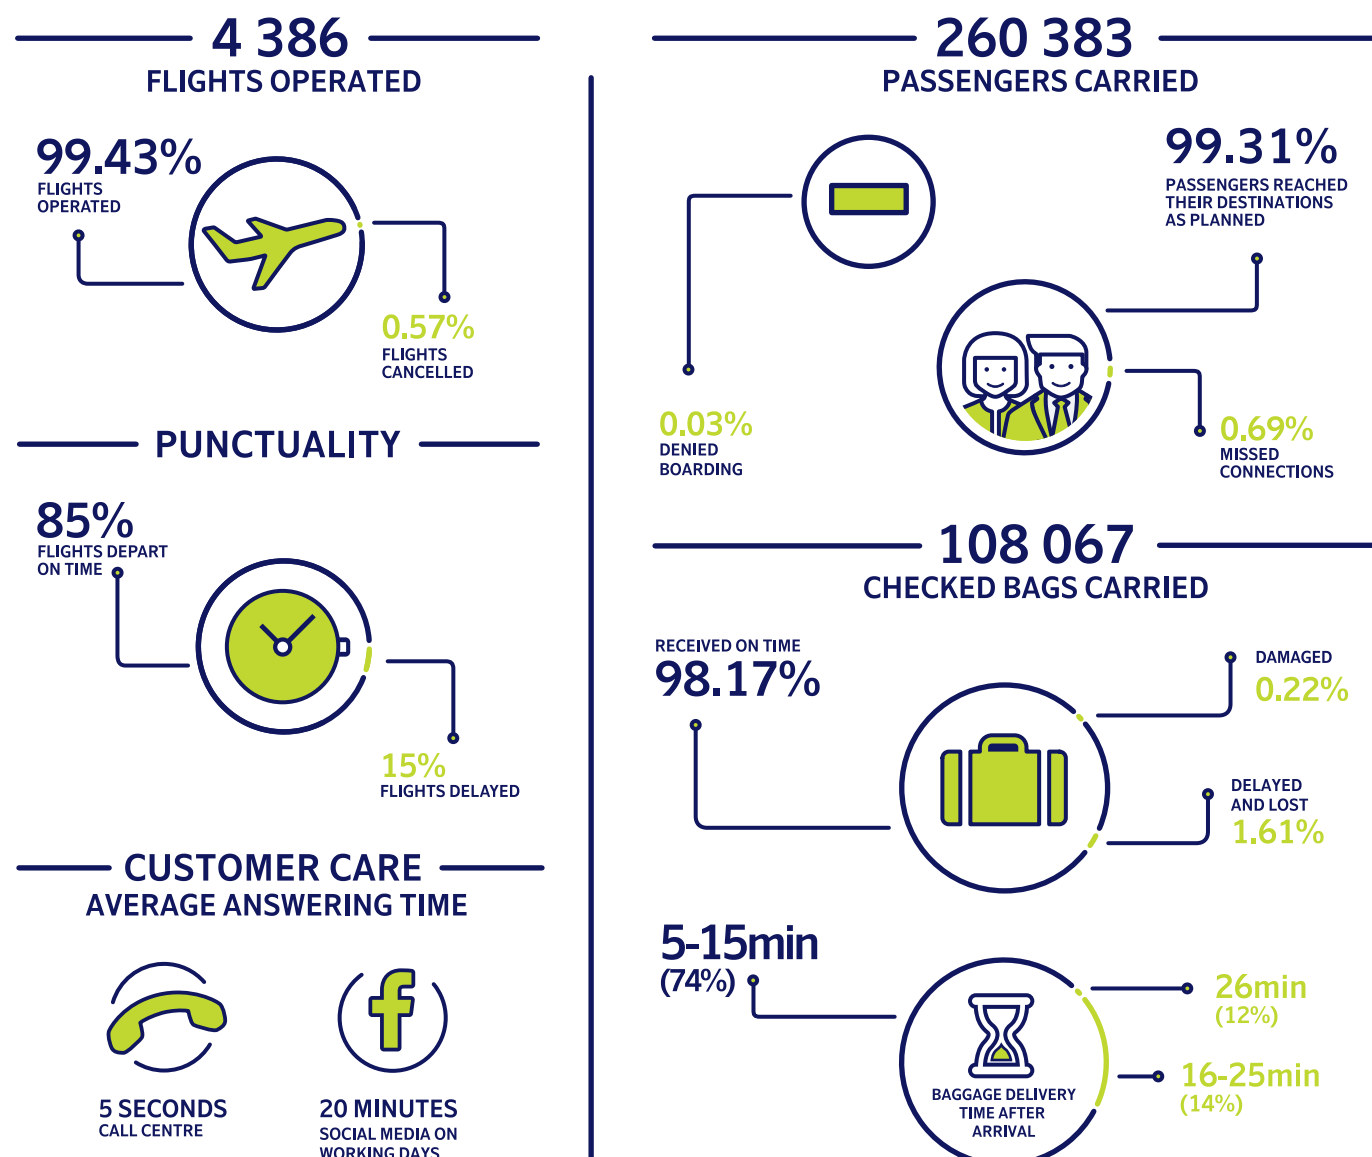 4 386
FLIGHTS OPERATED
99.43%
FLIGHTS
OPERATED
0.57%
FLIGHTS
CANCELLED
PUNCTUALITY
85%
FLIGHTS DEPART
ON TIME
15%
FLIGHTS DELAYED
CUSTOMER CARE
AVERAGE ANSWERING TIME
5 SECONDS
CALL CENTRE
20 MINUTES
SOCIAL MEDIA ON
WORKING DAYS
260 383
PASSENGERS CARRIED
99.31%
PASSENGERS REACHED
THEIR DESTINATIONS
AS PLANNED
0.03%
DENIED
BOARDING
0.69%
MISSED
CONNECTIONS
108 067
CHECKED BAGS CARRIED
RECEIVED ON TIME
98.17%
DAMAGED
0.22%
DELAYED
AND LOST
1.61%
5-15min
(74%)
26min
(12%)
16-25min
(14%)
BAGGAGE DELIVERY
TIME AFTER
ARRIVAL